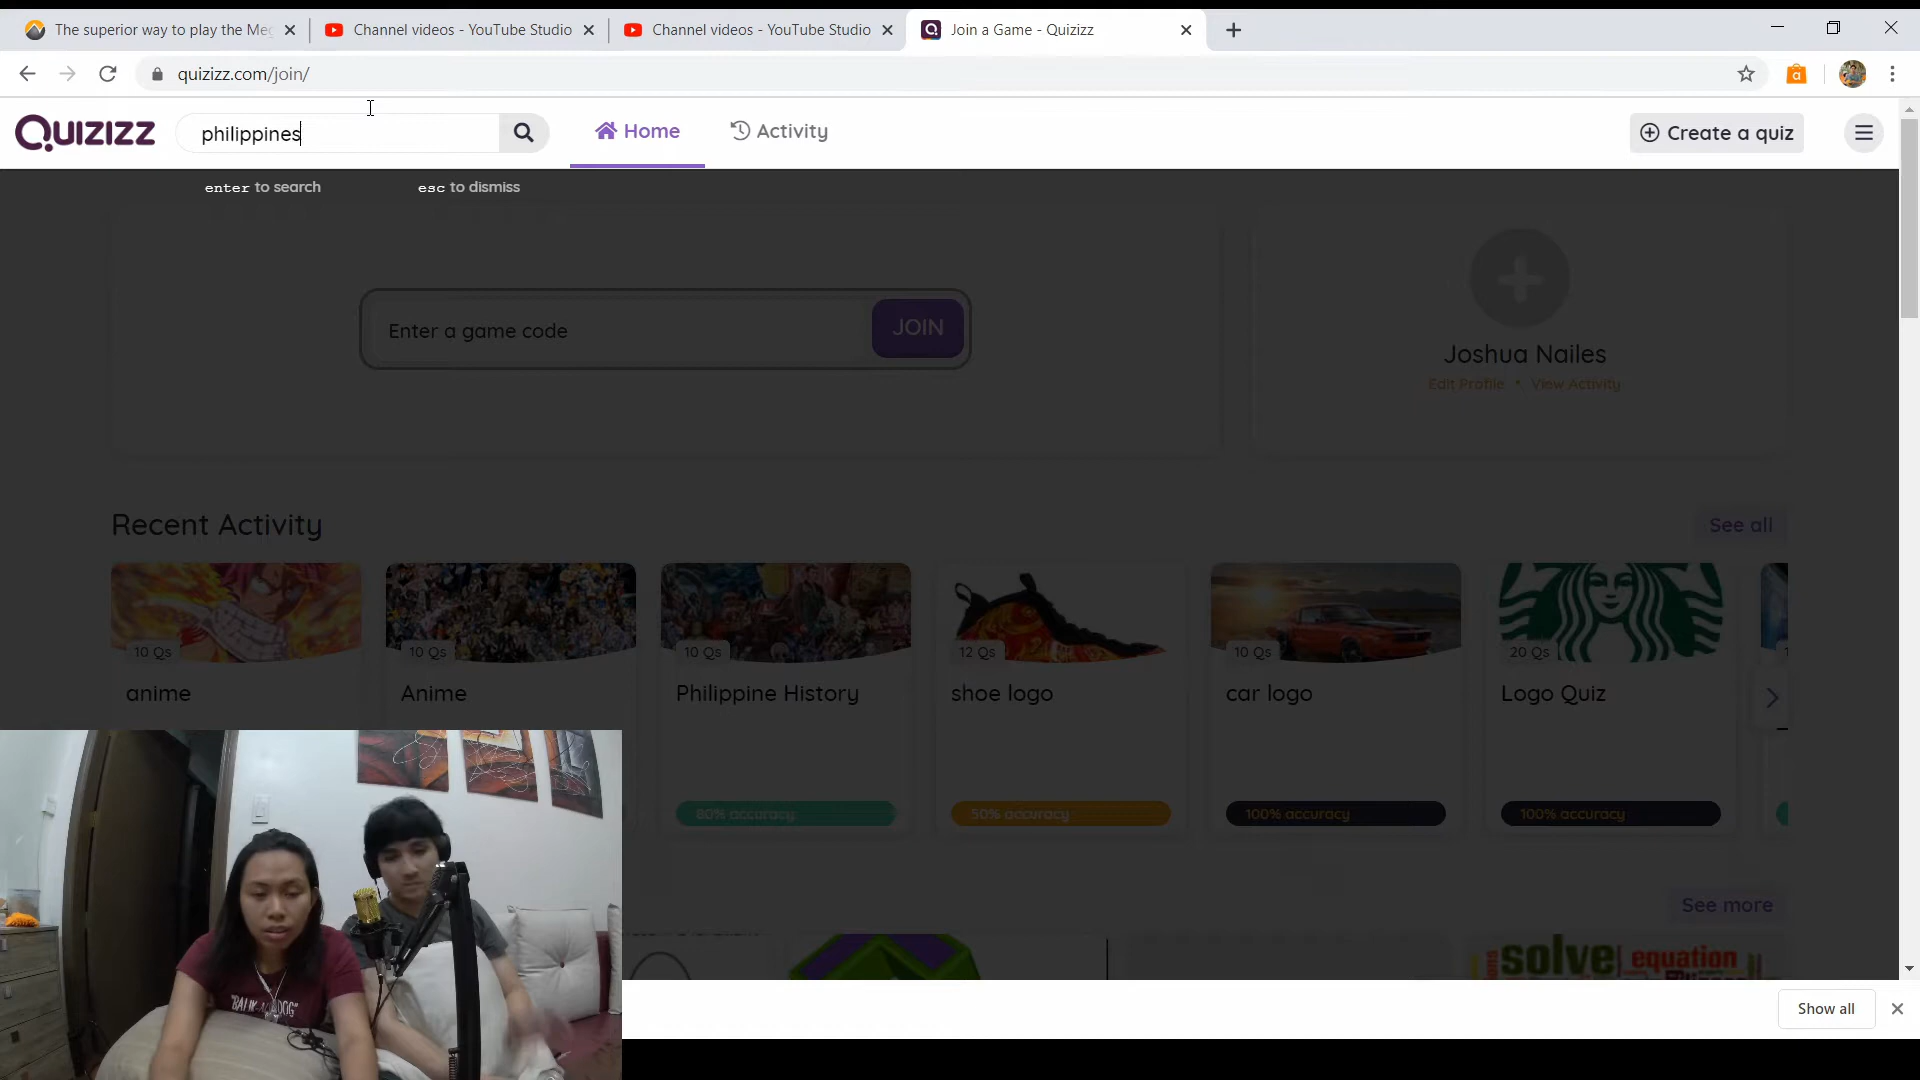 The superior way to play the Meg
Channel videos - YouTube Studio
Channel videos - YouTube Studio
Join a Game - Quizizz
quizizz.com/join/
QUIZIZZ
philippines
Home
Activity
Create a quiz
enter to search
esc to dismiss
Enter a game code
JOIN
Joshua Nailes
Edit Profile • View Activity
Recent Activity
See all
10 Qs
10 Qs
10 Qs
12 Qs
10 Qs
20 Qs
anime
Anime
Philippine History
shoe logo
car logo
Logo Quiz
80% accuracy
50% accuracy
100% accuracy
100% accuracy
See more
solve
equation
Show all